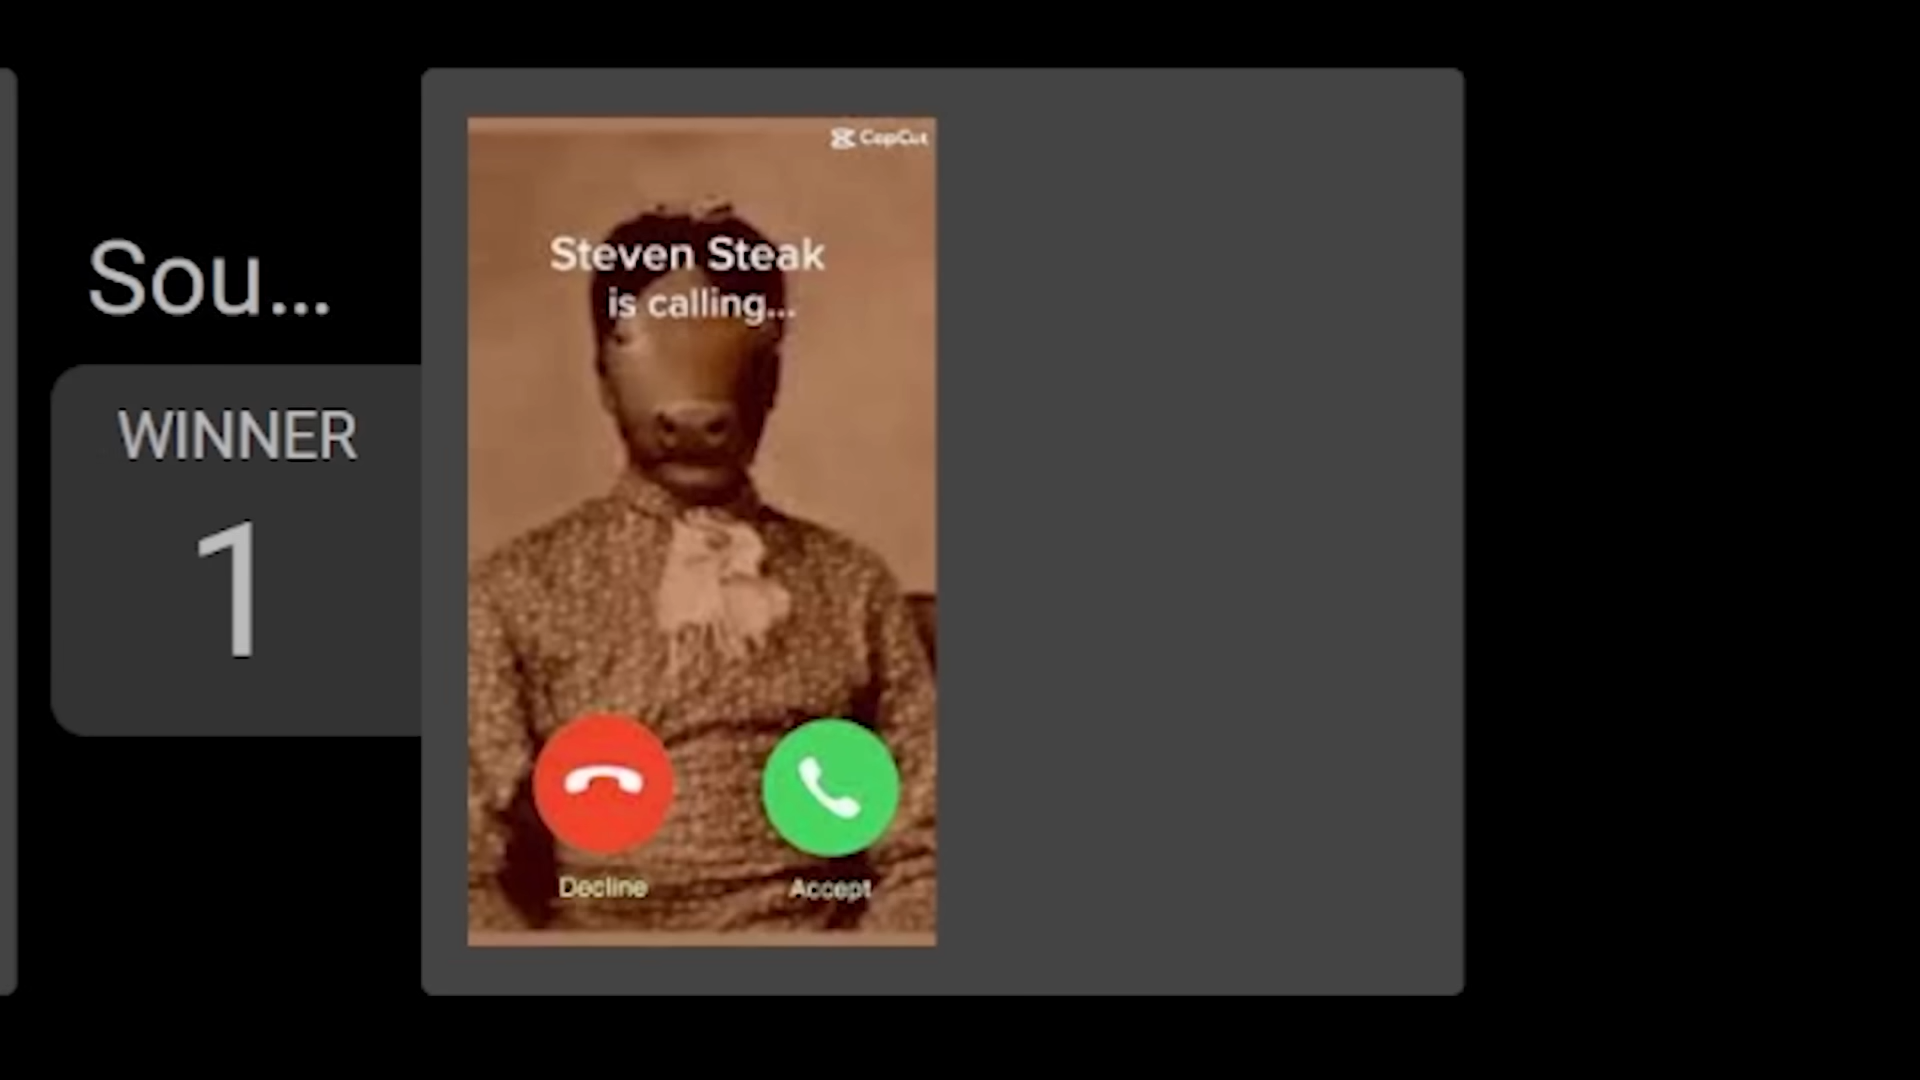 Sou...
WINNER
1
CapCut
Steven Steak
is calling...
Decline
Accept